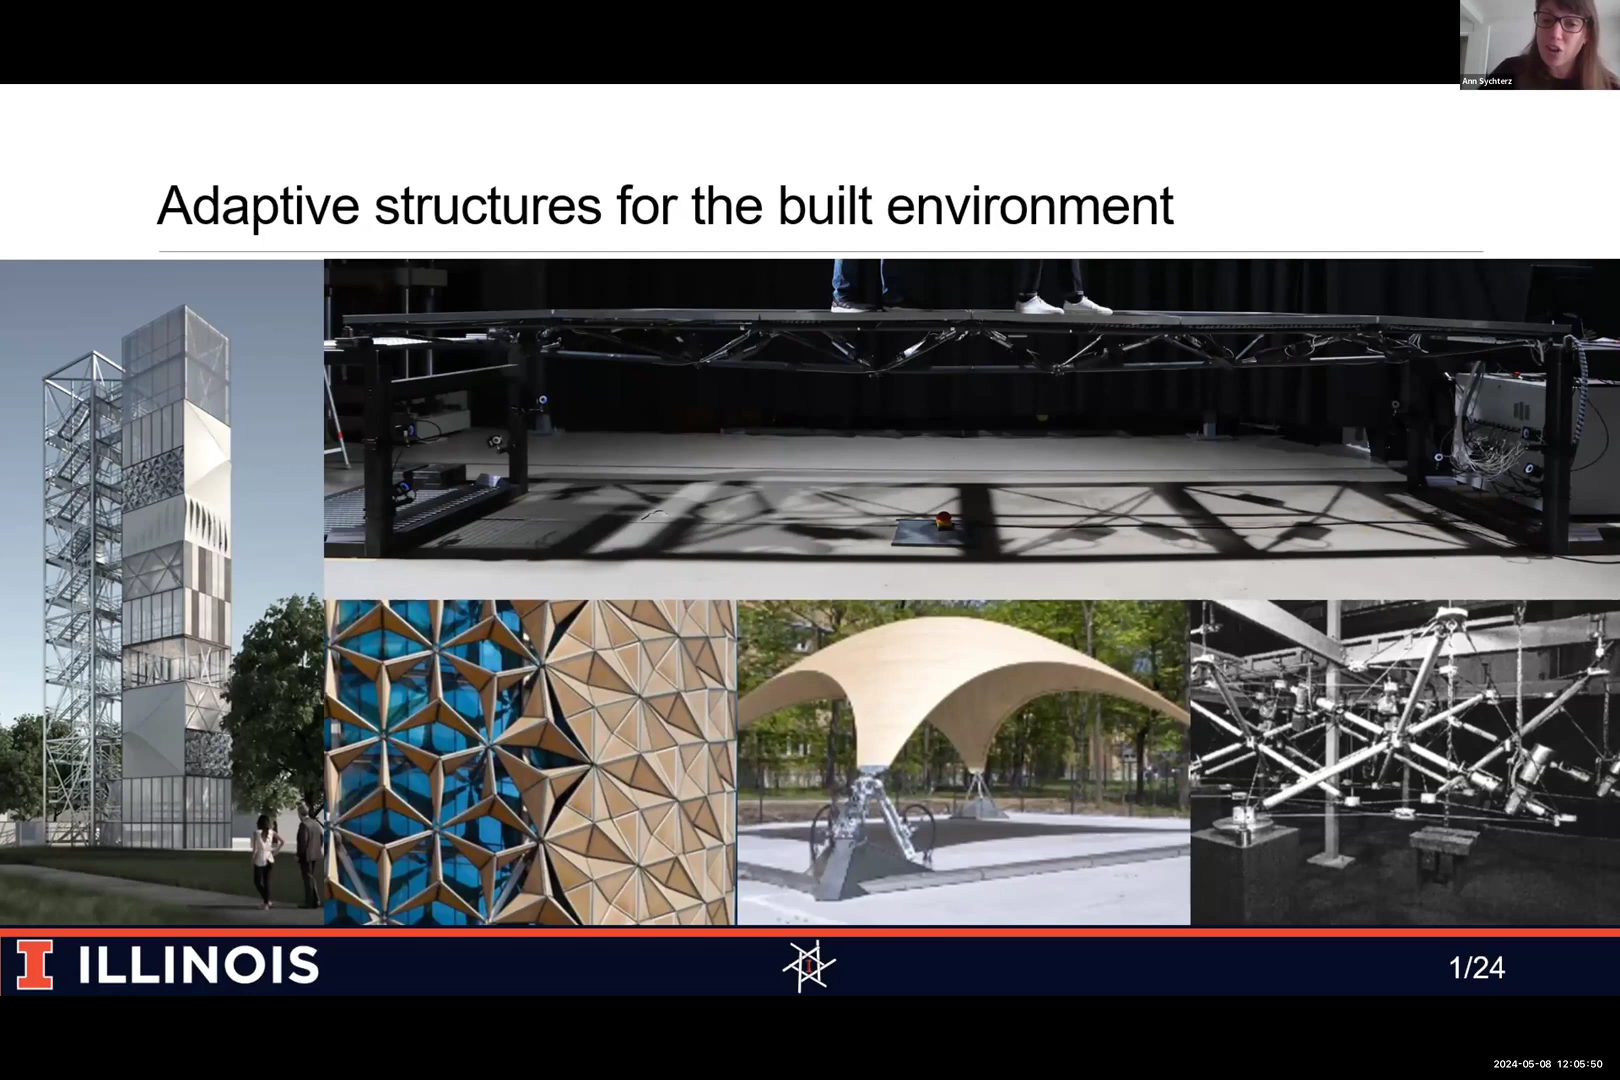 Ann Sychterz
Adaptive structures for the built environment
I ILLINOIS
I
1/24
2024-05-08 12:05:50